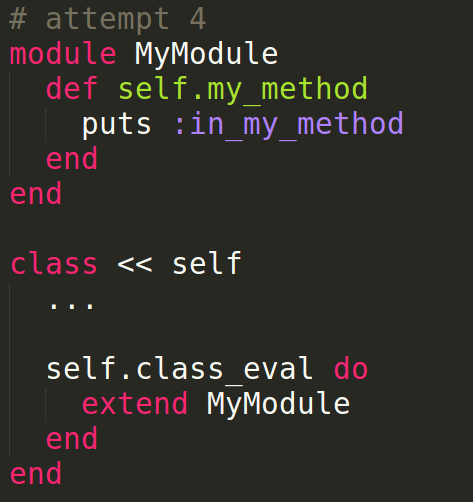 # attempt 4
module MyModule
  def self.my_method
    puts :in_my_method
  end
end

class << self
  ...

  self.class_eval do
    extend MyModule
  end
end